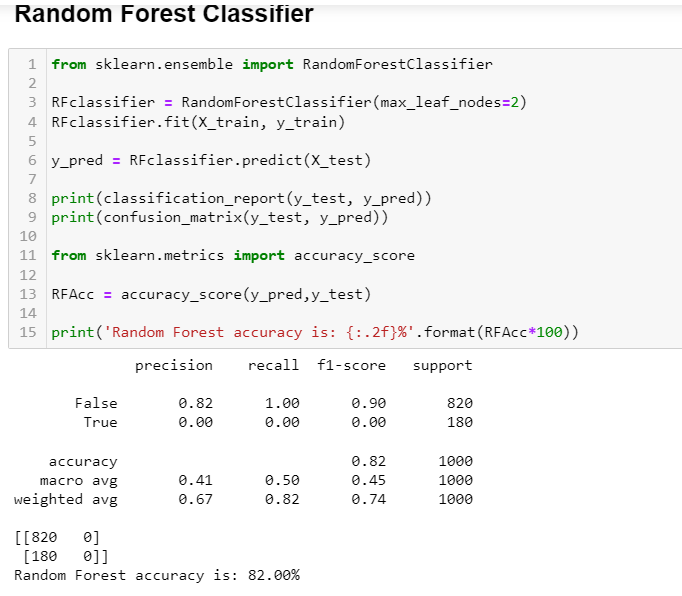 Random Forest Classifier
1 from sklearn.ensemble import RandomForestClassifier
2
3 RFclassifier = RandomForestClassifier(max_leaf_nodes=2)
4 RFclassifier.fit(X_train, y_train)
5
6 y_pred = RFclassifier.predict(X_test)
7
8 print(classification_report(y_test, y_pred))
9 print(confusion_matrix(y_test, y_pred))
10
11 from sklearn.metrics import accuracy_score
12
13 RFAcc = accuracy_score(y_pred,y_test)
14
15 print('Random Forest accuracy is: {:.2f}%'.format(RFAcc*100))
precision recall f1-score support
False 0.82 1.00 0.90 820
True 0.00 0.00 0.00 180
accuracy 0.82 1000
macro avg 0.41 0.50 0.45 1000
weighted avg 0.67 0.82 0.74 1000
[[820 0]
[180 0]]
Random Forest accuracy is: 82.00%